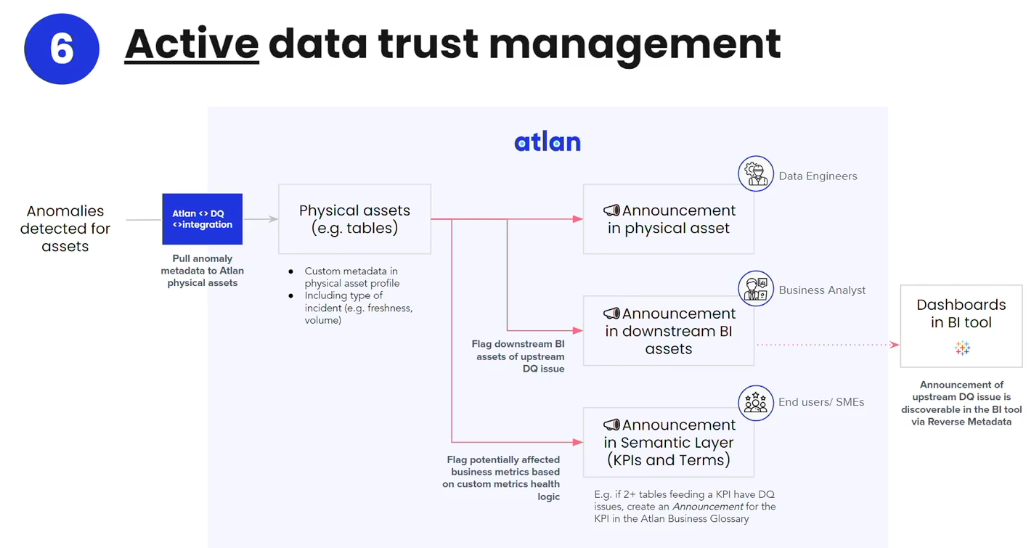 6
Active data trust management
atlan
Anomalies
detected for
assets
Atlan <> DQ
<>integration
Pull anomaly
metadata to Atlan
physical assets
Physical assets
(e.g. tables)
• Custom metadata in
physical asset profile
• Including type of
incident (e.g. freshness,
volume)
Data Engineers
Announcement
in physical asset
Business Analyst
Announcement
in downstream BI
assets
Flag downstream BI
assets of upstream
DQ issue
Dashboards
in BI tool
Announcement of
upstream DQ issue is
discoverable in the BI tool
via Reverse Metadata
End users/ SMEs
Announcement
in Semantic Layer
(KPIs and Terms)
Flag potentially affected
business metrics based
on custom metrics health
logic
E.g. if 2+ tables feeding a KPI have DQ
issues, create an Announcement for the
KPI in the Atlan Business Glossary